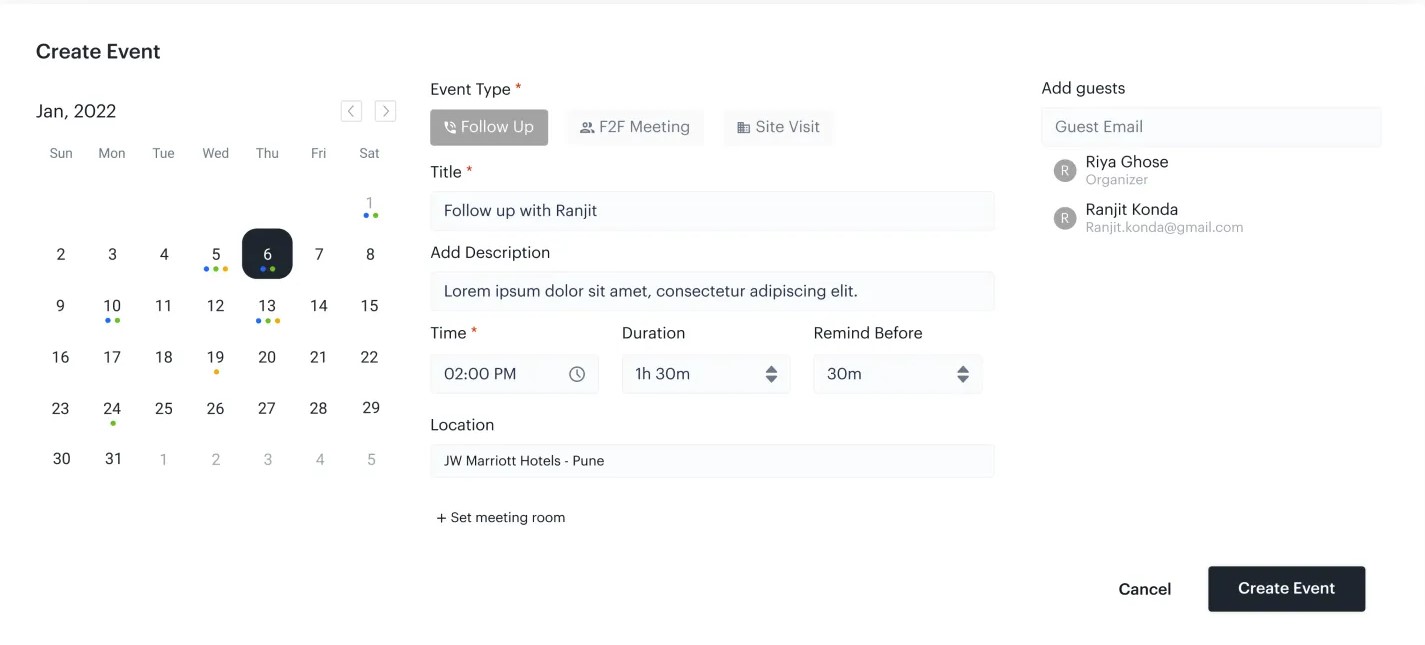 Create Event
Jan, 2022
Sun Mon Tue Wed Thu Fri Sat
1
2 3 4 5 6 7 8
9 10 11 12 13 14 15
16 17 18 19 20 21 22
23 24 25 26 27 28 29
30 31 1 2 3 4 5
Event Type *
Follow Up F2F Meeting Site Visit
Title *
Follow up with Ranjit
Add Description
Lorem ipsum dolor sit amet, consectetur adipiscing elit.
Time * Duration Remind Before
02:00 PM 1h 30m 30m
Location
JW Marriott Hotels - Pune
+ Set meeting room
Add guests
Guest Email
R Riya Ghose
Organizer
R Ranjit Konda
Ranjit.konda@gmail.com
Cancel Create Event